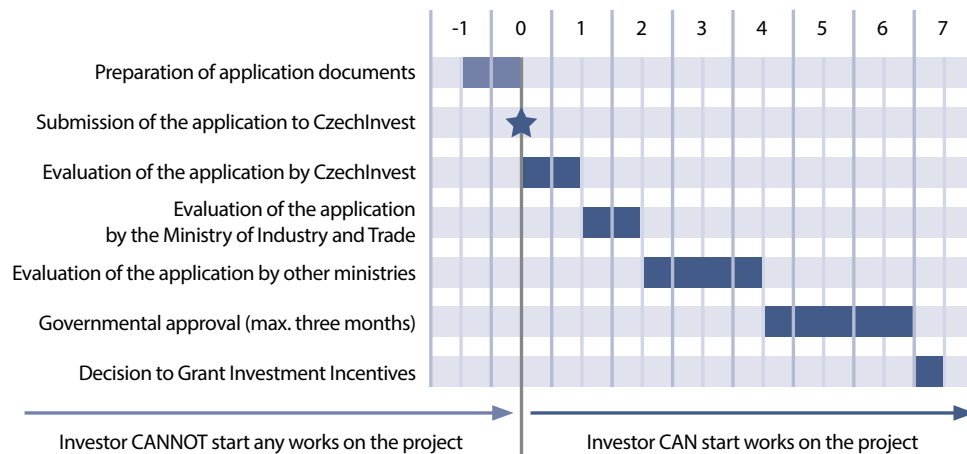 -1 0 1 2 3 4 5 6 7
Preparation of application documents
Submission of the application to CzechInvest
Evaluation of the application by CzechInvest
Evaluation of the application
by the Ministry of Industry and Trade
Evaluation of the application by other ministries
Governmental approval (max. three months)
Decision to Grant Investment Incentives
Investor CANNOT start any works on the project
Investor CAN start works on the project